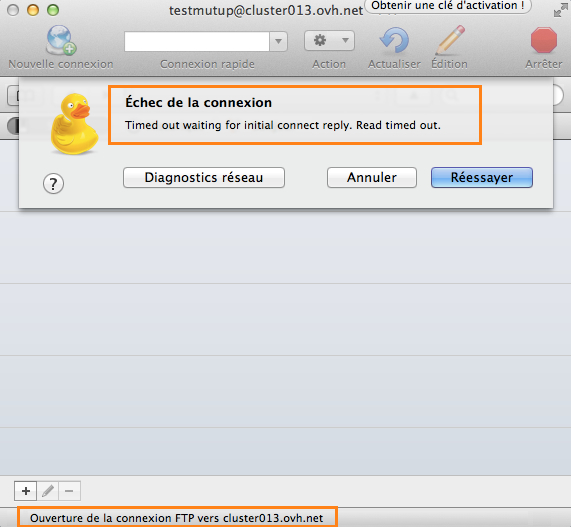 testmutup@cluster013.ovh.net
Obtenir une clé d'activation !
Nouvelle connexion
Connexion rapide
Action
Actualiser
Édition
Arrêter
Échec de la connexion
Timed out waiting for initial connect reply. Read timed out.
?
Diagnostics réseau
Annuler
Réessayer
Ouverture de la connexion FTP vers cluster013.ovh.net